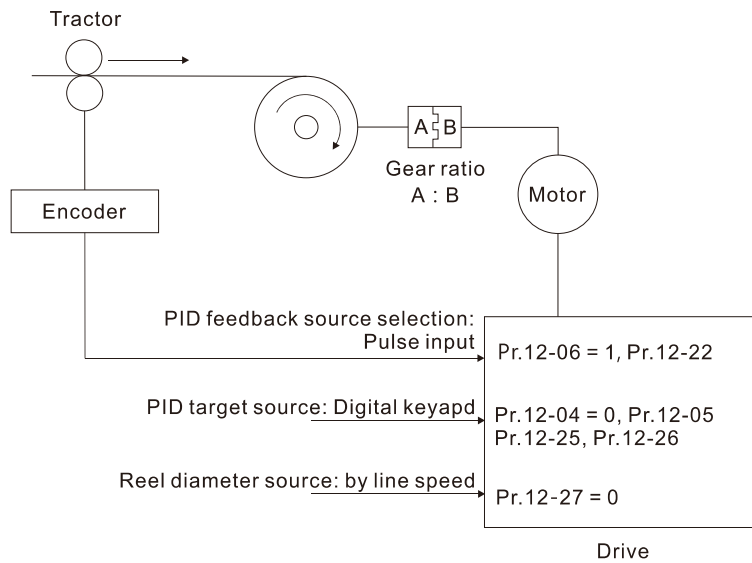 Tractor
A B
Gear ratio
A : B
Motor
Encoder
PID feedback source selection:
Pulse input
Pr.12-06 = 1, Pr.12-22
PID target source: Digital keyapd
Pr.12-04 = 0, Pr.12-05
Pr.12-25, Pr.12-26
Reel diameter source: by line speed
Pr.12-27 = 0
Drive